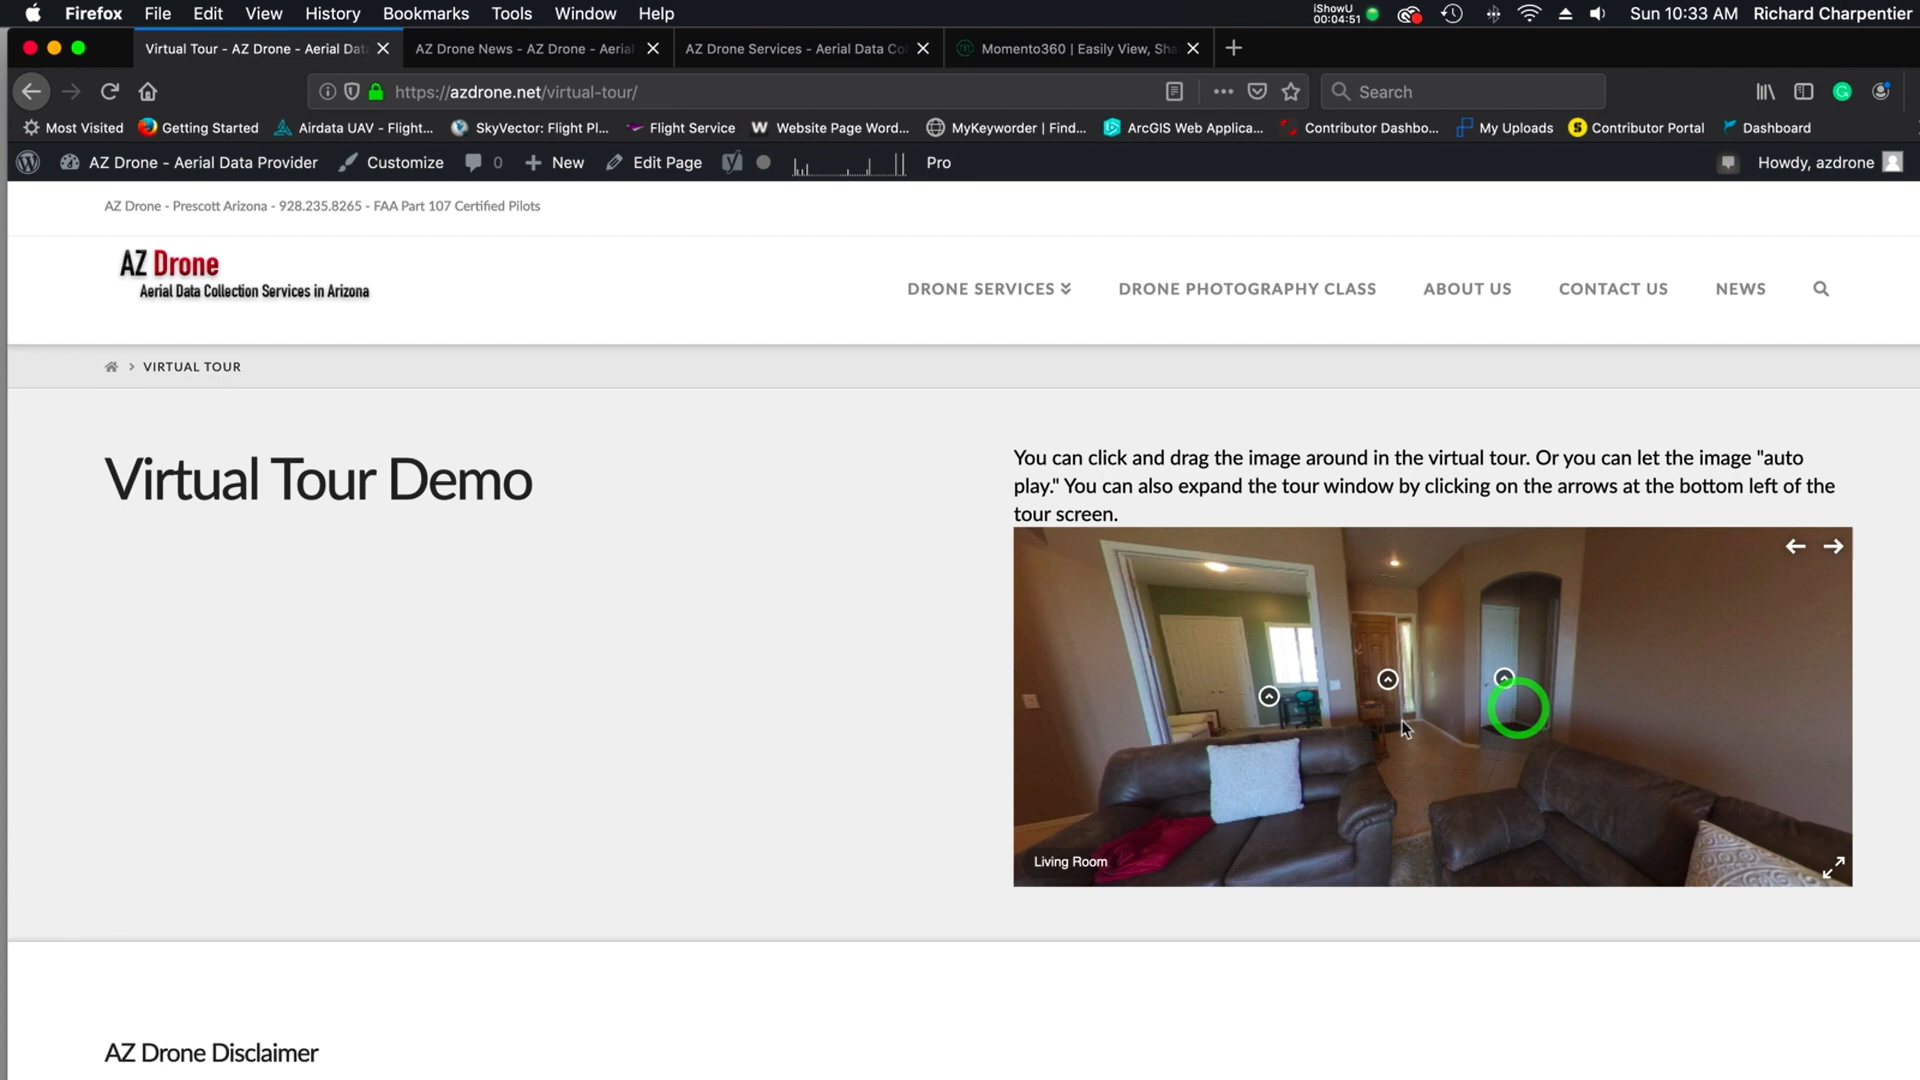 Firefox File Edit View History Bookmarks Tools Window Help iShowU 00:04:51 Sun 10:33 AM Richard Charpentier
Virtual Tour - AZ Drone - Aerial Dat AZ Drone News - AZ Drone - Aerial AZ Drone Services - Aerial Data Co Momento360 | Easily View, Sha
https://azdrone.net/virtual-tour/ Search
Most Visited Getting Started Airdata UAV - Flight... SkyVector: Flight Pl... Flight Service Website Page Word... MyKeyworder | Find... ArcGIS Web Applica... Contributor Dashbo... My Uploads Contributor Portal Dashboard
AZ Drone - Aerial Data Provider Customize 0 New Edit Page Pro Howdy, azdrone
AZ Drone - Prescott Arizona - 928.235.8265 - FAA Part 107 Certified Pilots
AZ Drone
Aerial Data Collection Services in Arizona
DRONE SERVICES DRONE PHOTOGRAPHY CLASS ABOUT US CONTACT US NEWS
VIRTUAL TOUR
Virtual Tour Demo
You can click and drag the image around in the virtual tour. Or you can let the image "auto
play." You can also expand the tour window by clicking on the arrows at the bottom left of the
tour screen.
Living Room
AZ Drone Disclaimer